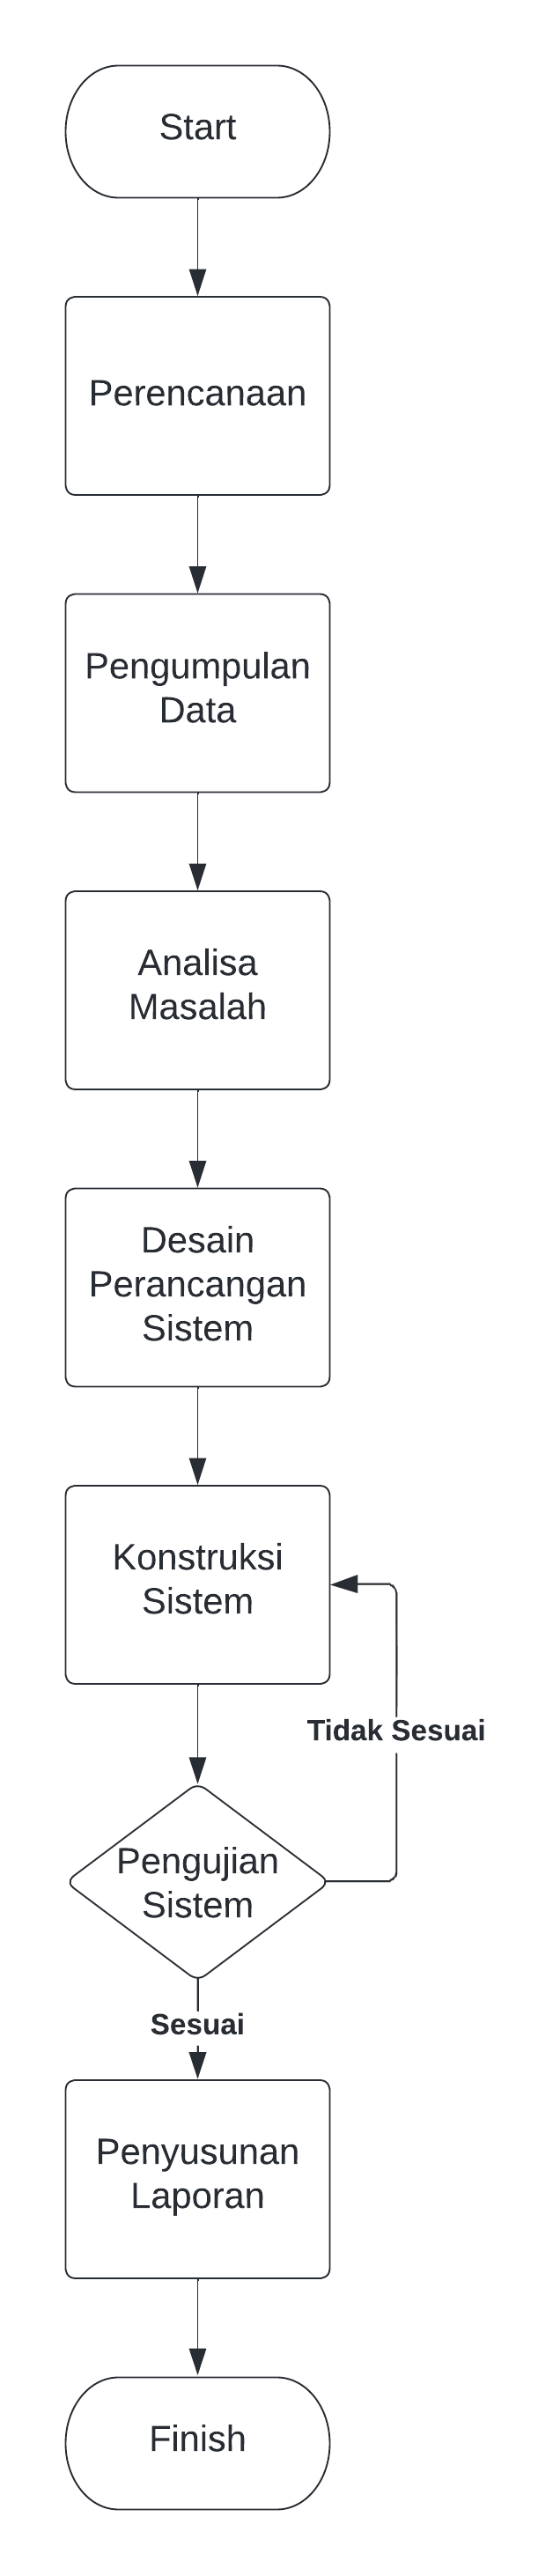 Start
Perencanaan
Pengumpulan
Data
Analisa
Masalah
Desain
Perancangan
Sistem
Konstruksi
Sistem
Tidak Sesuai
Pengujian
Sistem
Sesuai
Penyusunan
Laporan
Finish